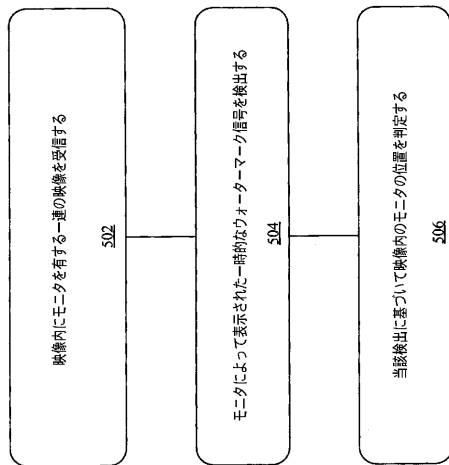 映像内にモニタを有する一連の映像を受信する
502
モニタによって表示された一時的なウォーターマーク信号を検出する
504
当該検出に基づいて映像内のモニタの位置を判定する
506